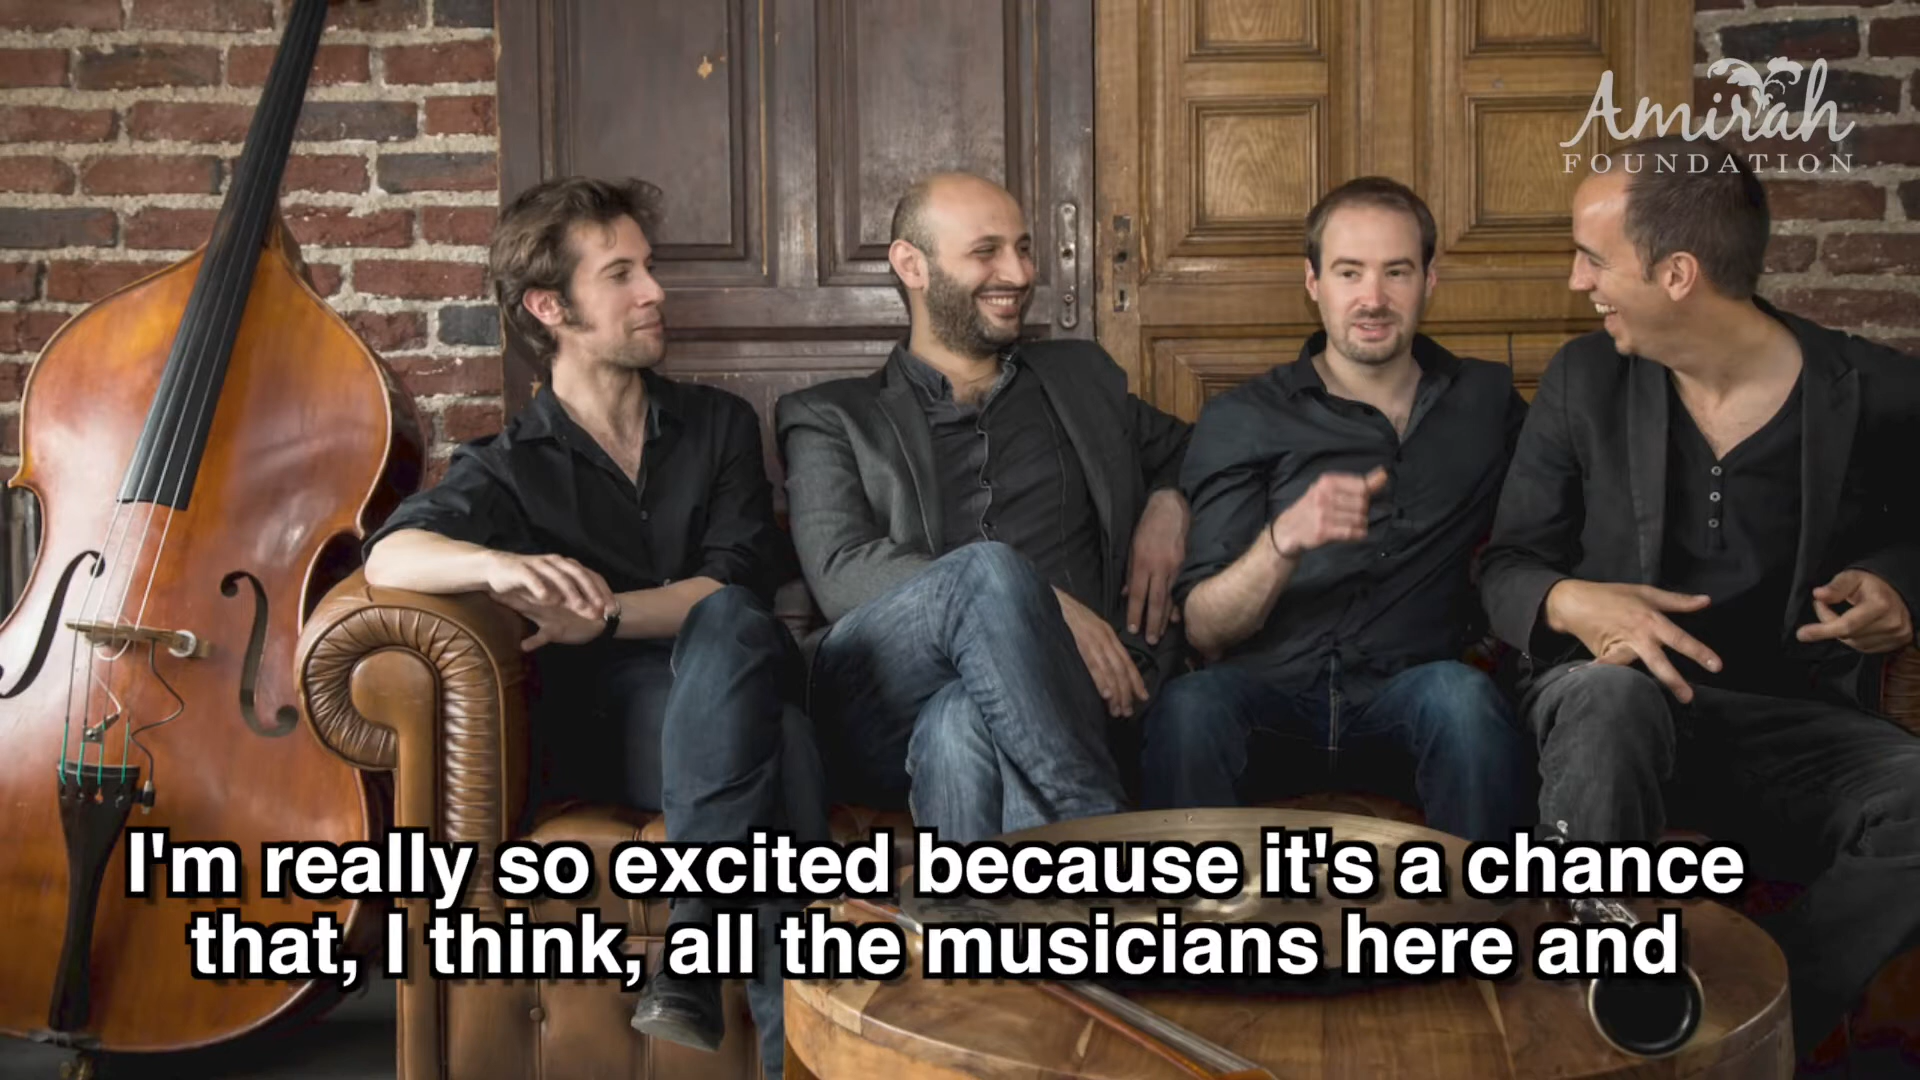 Amirah
FOUNDATION
I'm really so excited because it's a chance
that, I think, all the musicians here and